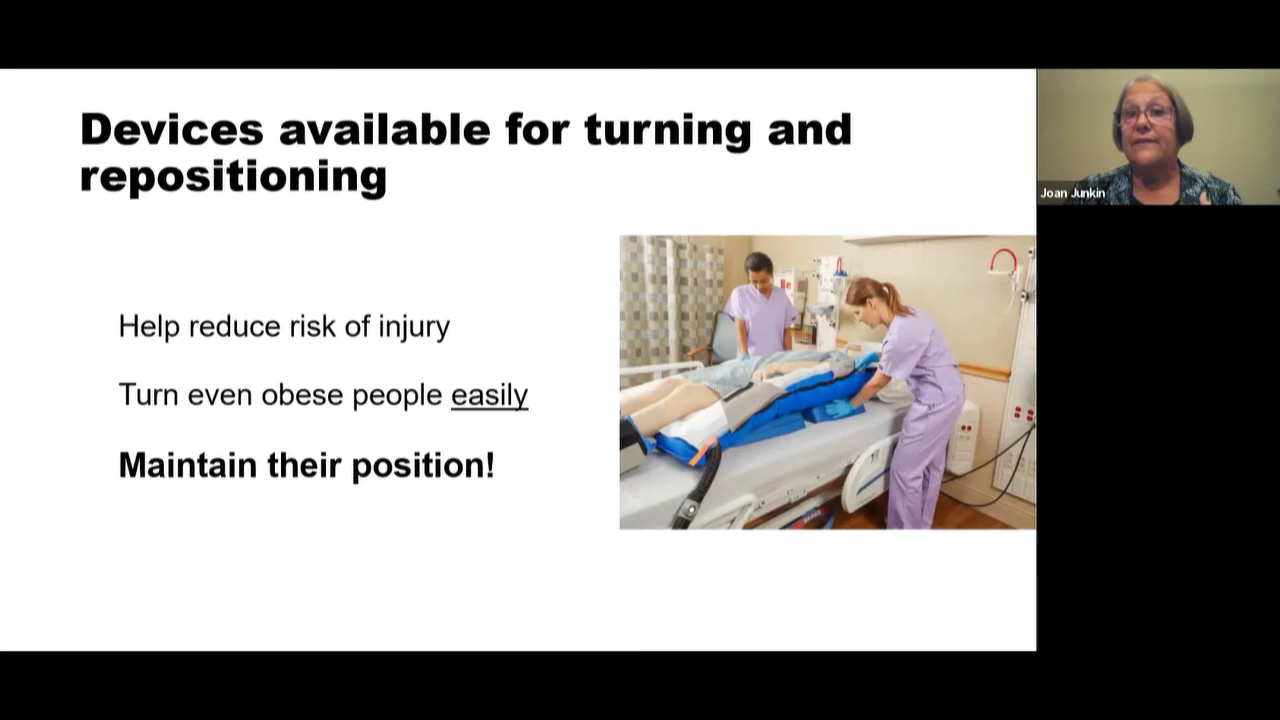 Devices available for turning and
repositioning
Help reduce risk of injury
Turn even obese people easily
Maintain their position!
Joan Junkin